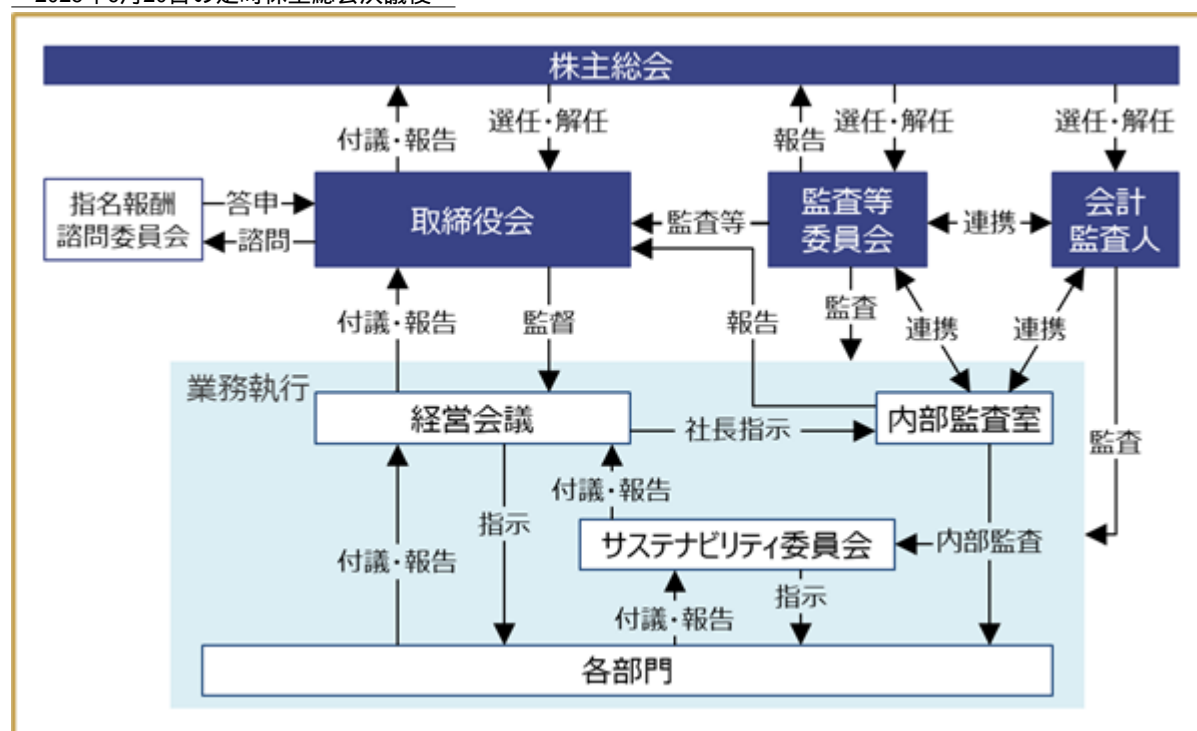 株主総会
付議・報告
選任・解任
報告
選任・解任
選任・解任
指名報酬
諮問委員会
答申
諮問
取締役会
監査等
監査等
委員会
連携
会計
監査人
付議・報告
監督
報告
監査
連携
連携
業務執行
経営会議
社長指示
内部監査室
監査
付議・報告
指示
サステナビリティ委員会
内部監査
付議・報告
付議・報告
指示
各部門